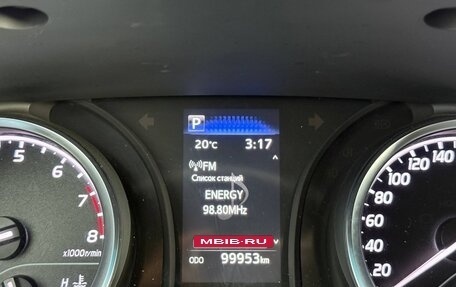 P
20°C 3:17
FM
Список станций
ENERGY
98.80MHz
MBIB-RU
ODO 99953km
5 6 7 8
x1000r/min
H
140 120 100 80 60 40 20